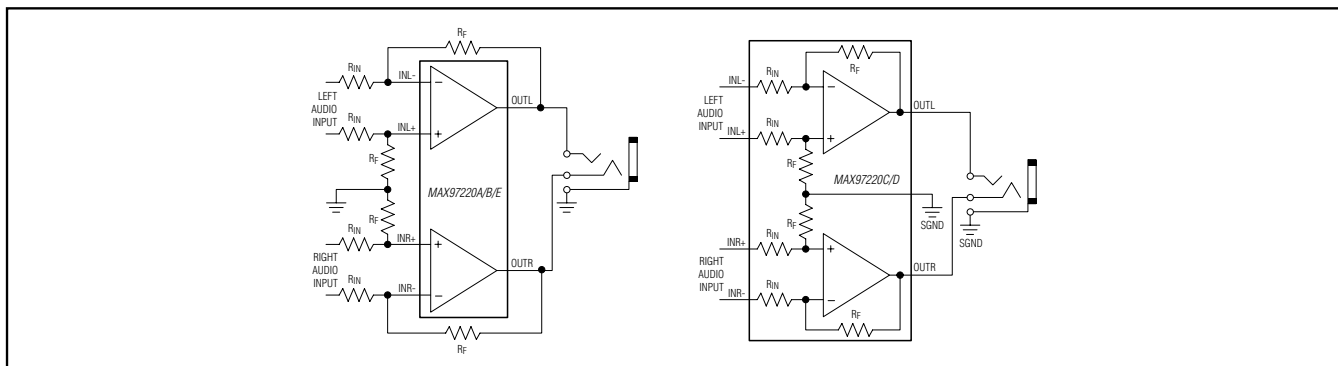 RF
RIN
INL-
LEFT
AUDIO
INPUT
OUTL
RIN
INL+
RF
MAX97220A/B/E
RF
RIN
INR+
RIGHT
AUDIO
INPUT
OUTR
RIN
INR-
RF
RIN
RF
INL-
LEFT
AUDIO
INPUT
OUTL
RIN
INL+
RF
MAX97220C/D
RF
SGND
SGND
RIN
INR+
RIGHT
AUDIO
INPUT
OUTR
RIN
INR-
RF